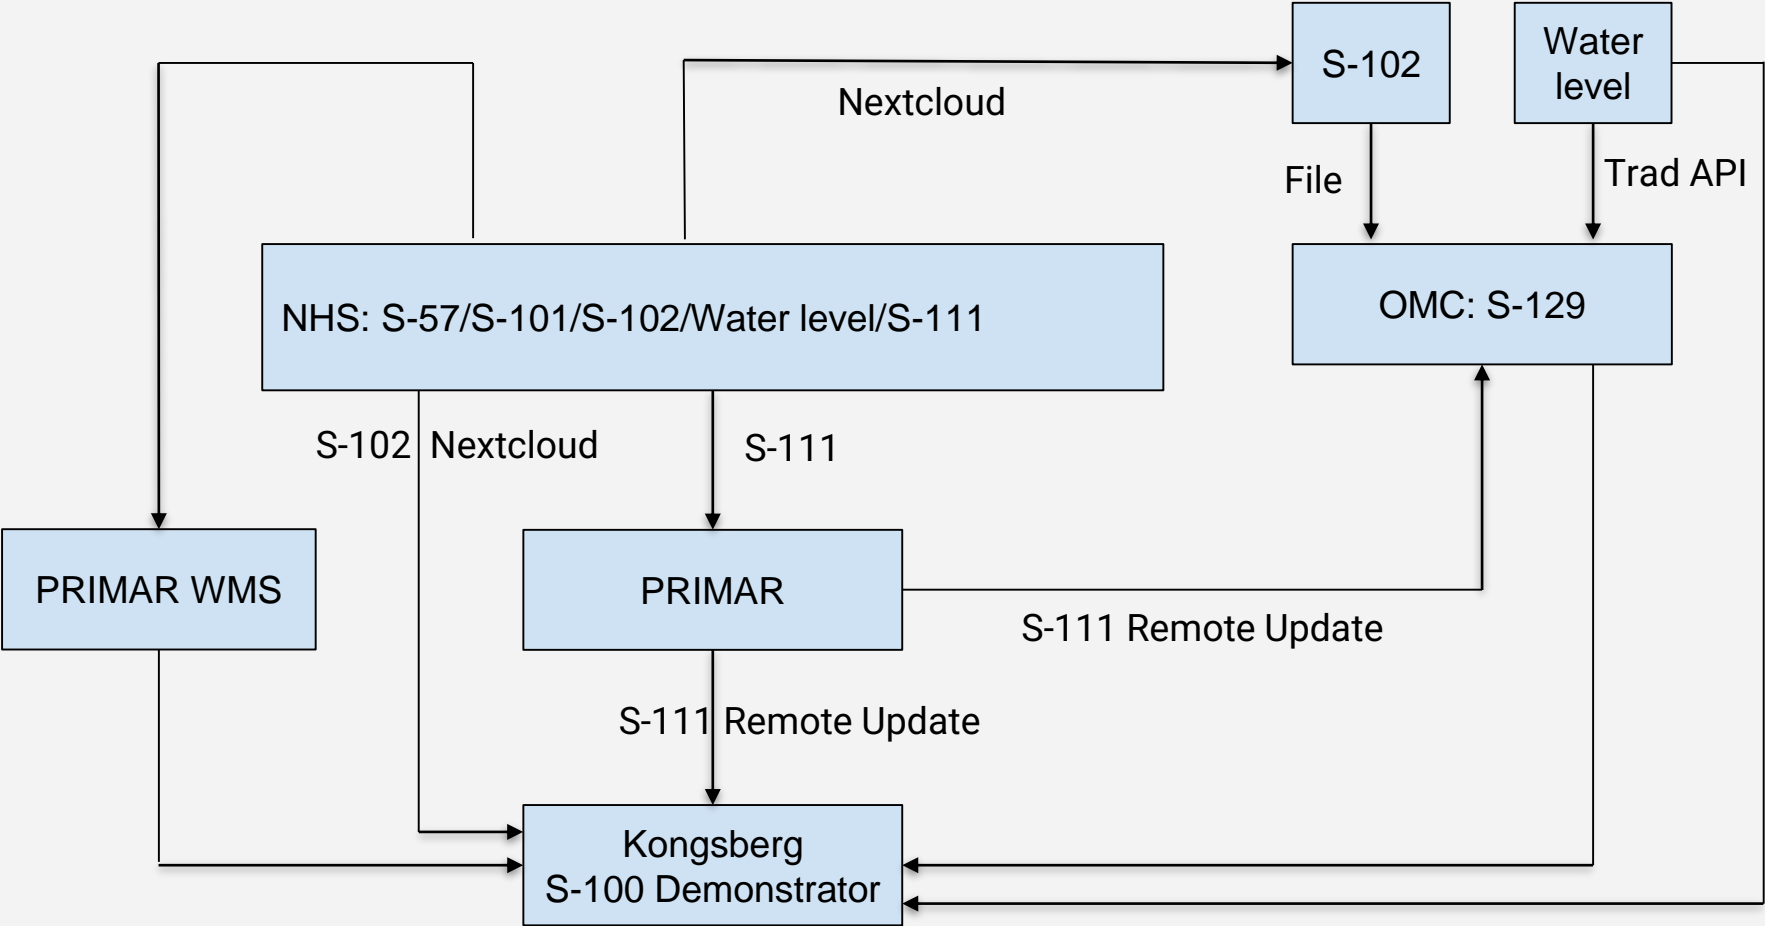 S-102
Water
level
Nextcloud
File
Trad API
NHS: S-57/S-101/S-102/Water level/S-111
OMC: S-129
S-102
Nextcloud
S-111
PRIMAR WMS
PRIMAR
S-111 Remote Update
S-111 Remote Update
Kongsberg
S-100 Demonstrator